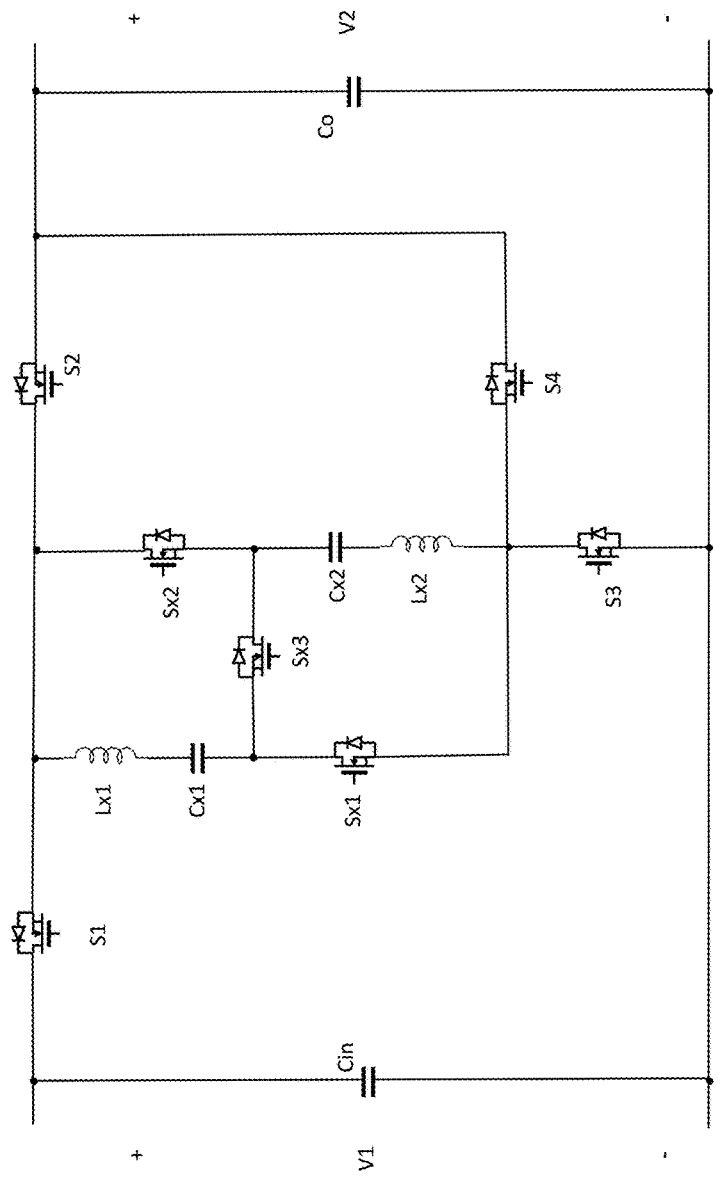 + V1 -
Cin
S1
Lx1
Cx1
Sx1
Sx3
Sx2
Cx2
Lx2
S3
S2
S4
Co
+ V2 -